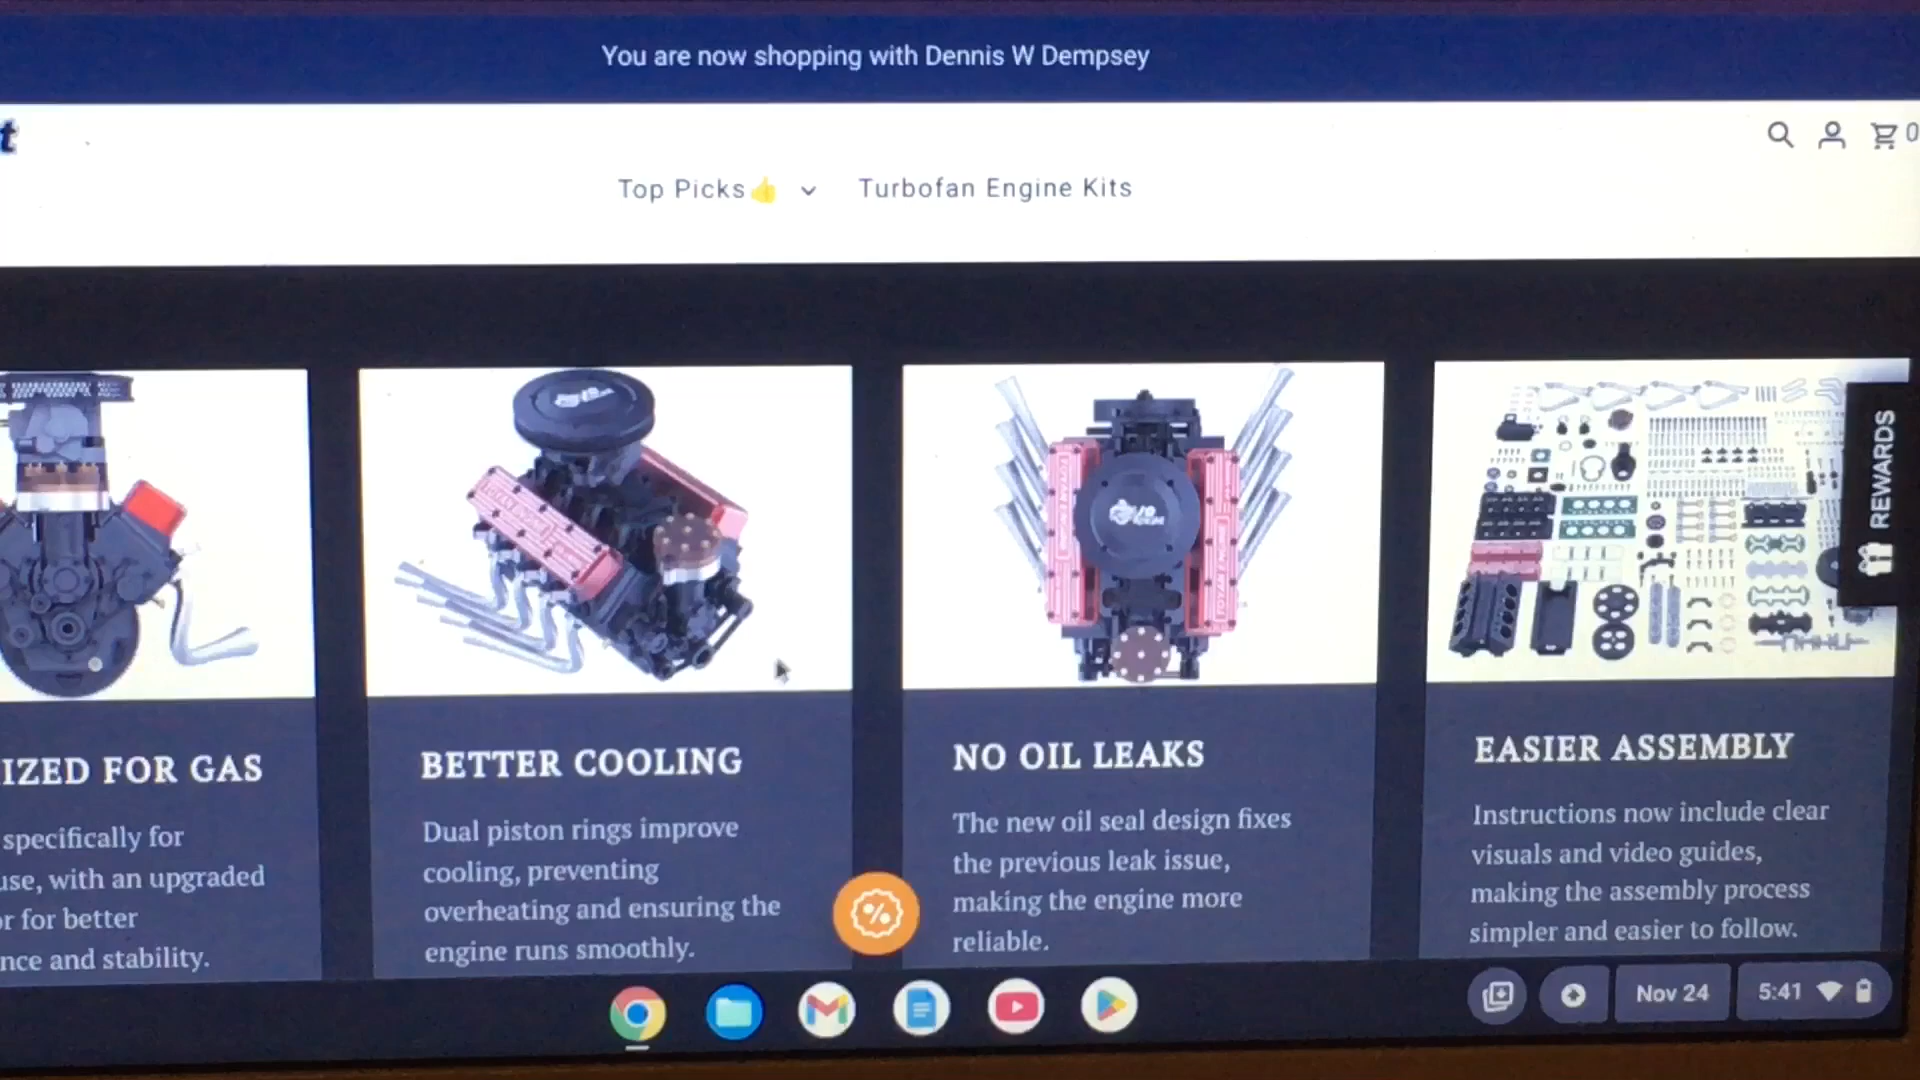 You are now shopping with Dennis W Dempsey
t
0
Top Picks👍 Turbofan Engine Kits
REWARDS
IZED FOR GAS
specifically for
use, with an upgraded
or for better
nce and stability.
BETTER COOLING
Dual piston rings improve
cooling, preventing
overheating and ensuring the
engine runs smoothly.
NO OIL LEAKS
The new oil seal design fixes
the previous leak issue,
making the engine more
reliable.
EASIER ASSEMBLY
Instructions now include clear
visuals and video guides,
making the assembly process
simpler and easier to follow.
%
Nov 24
5:41